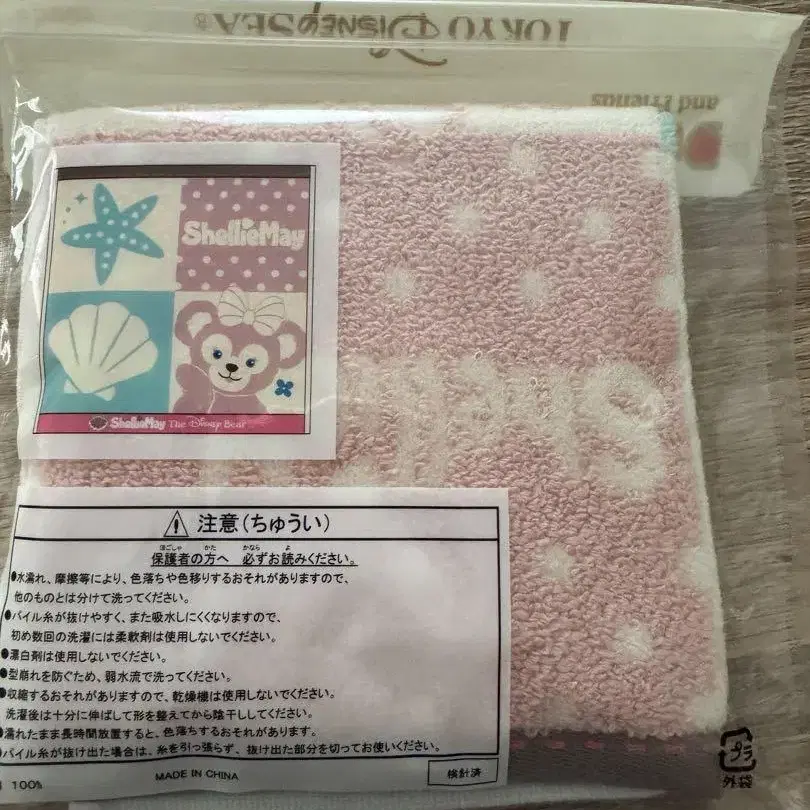 TOKYO DISNEYSEA®
and Friends
ShellieMay
ShellieMay The Disney Bear
注意(ちゅうい)
ほごしゃ かた かなら よ
保護者の方へ 必ずお読みください。
●水濡れ、摩擦等により、色落ちや色移りするおそれがありますので、
他のものとは分けて洗ってください。
●パイル糸が抜けやすく、また吸水しにくくなりますので、
初め数回の洗濯には柔軟剤は使用しないでください。
●漂白剤は使用しないでください。
●型崩れを防ぐため、弱水流で洗ってください。
●収縮するおそれがありますので、乾燥機は使用しないでください。
洗濯後は十分に伸ばして形を整えてから陰干ししてください。
●濡れたまま長時間放置すると、色落ちするおそれがあります。
●パイル糸が抜け出た場合は、糸を引っ張らず、抜け出た部分を切ってお使いください。
100%
MADE IN CHINA
検針済
プラ
外袋